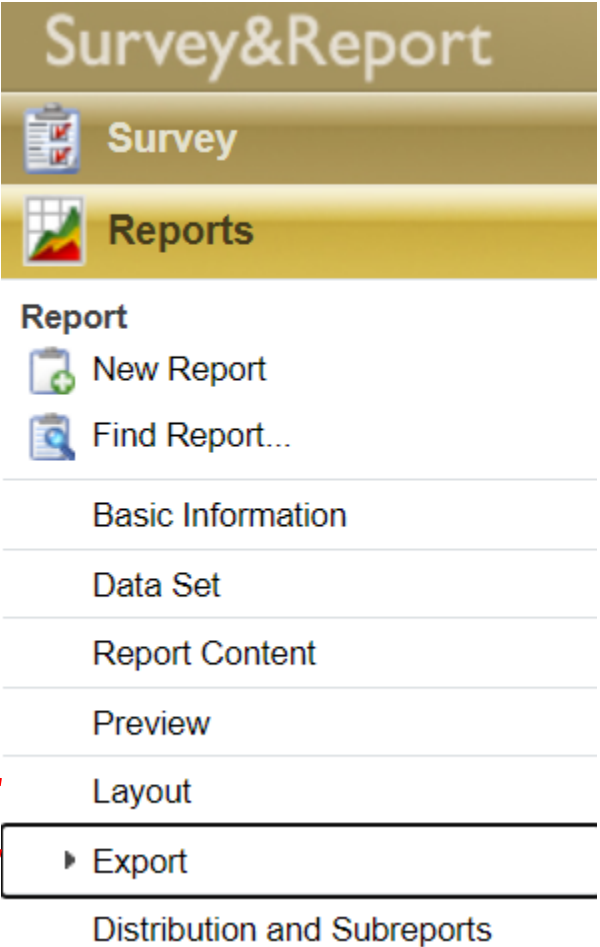 Survey&Report
Survey
Reports
Report
New Report
Find Report...
Basic Information
Data Set
Report Content
Preview
Layout
Export
Distribution and Subreports